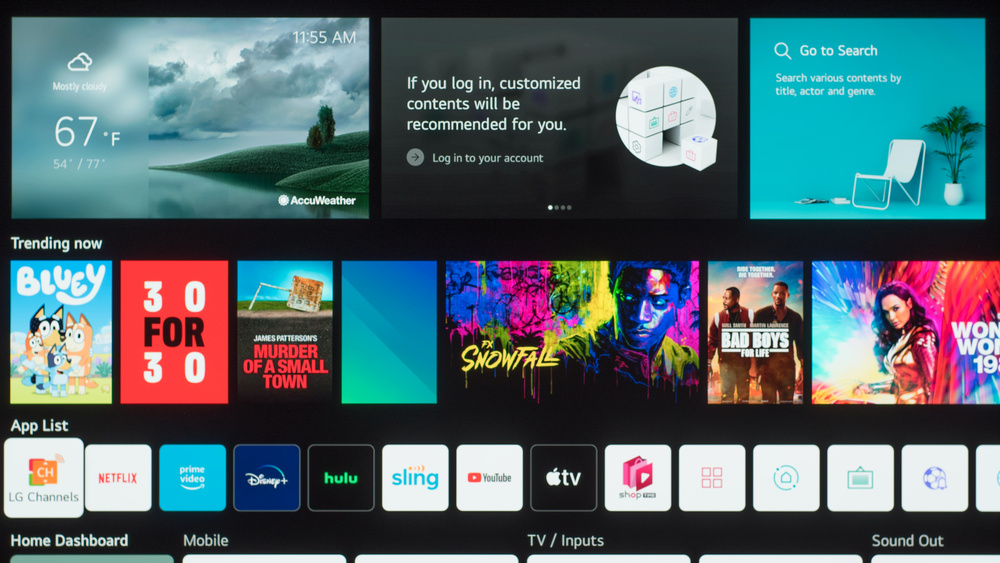 11:55 AM
Mostly cloudy
67°F
54° / 77°
AccuWeather
If you log in, customized
contents will be
recommended for you.
Log in to your account
Go to Search
Search various contents by
title, actor and genre.
Trending now
BLUEY
3 0
FOR
3 0
JAMES PATTERSON'S
MURDER
OF A SMALL
TOWN
FX
SNOWFALL
RIDE TOGETHER.
DIE TOGETHER.
WILL SMITH MARTIN LAWRENCE
BAD BOYS
FOR LIFE
WON
WOM
198
App List
CH
LG Channels
NETFLIX
prime
video
Disney+
hulu
sling
YouTube
tv
shop TIME
Home Dashboard
Mobile
TV / Inputs
Sound Out